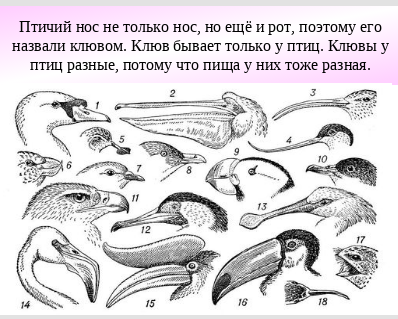 Птичий нос не только нос, но ещё и рот, поэтому его
назвали клювом. Клюв бывает только у птиц. Клювы у
птиц разные, потому что пища у них тоже разная.
1 2 3
4
5
6 7 8 9 10
11
12 13
14 15 16 17
18